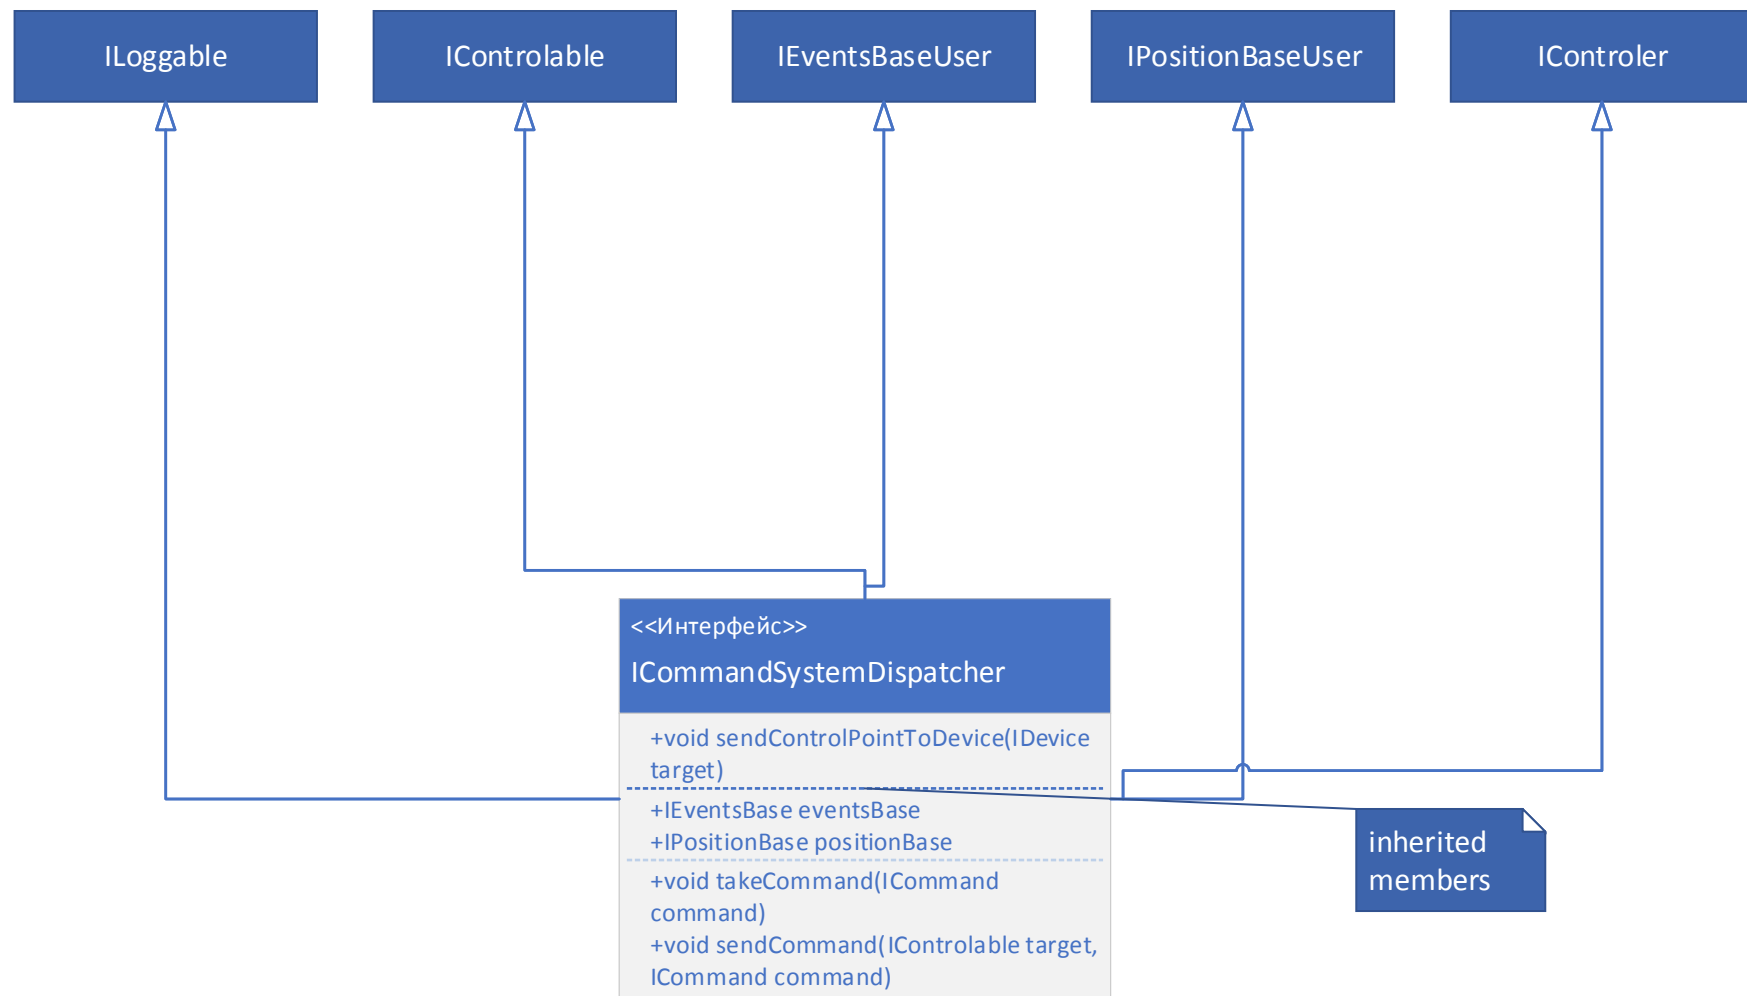 ILoggable
IControlable
IEventsBaseUser
IPositionBaseUser
IControler
<<Интерфейс>>
ICommandSystemDispatcher
+void sendControlPointToDevice(IDevice
target)
+IEventsBase eventsBase
+IPositionBase positionBase
+void takeCommand(ICommand
command)
+void sendCommand(IControlable target,
ICommand command)
inherited
members